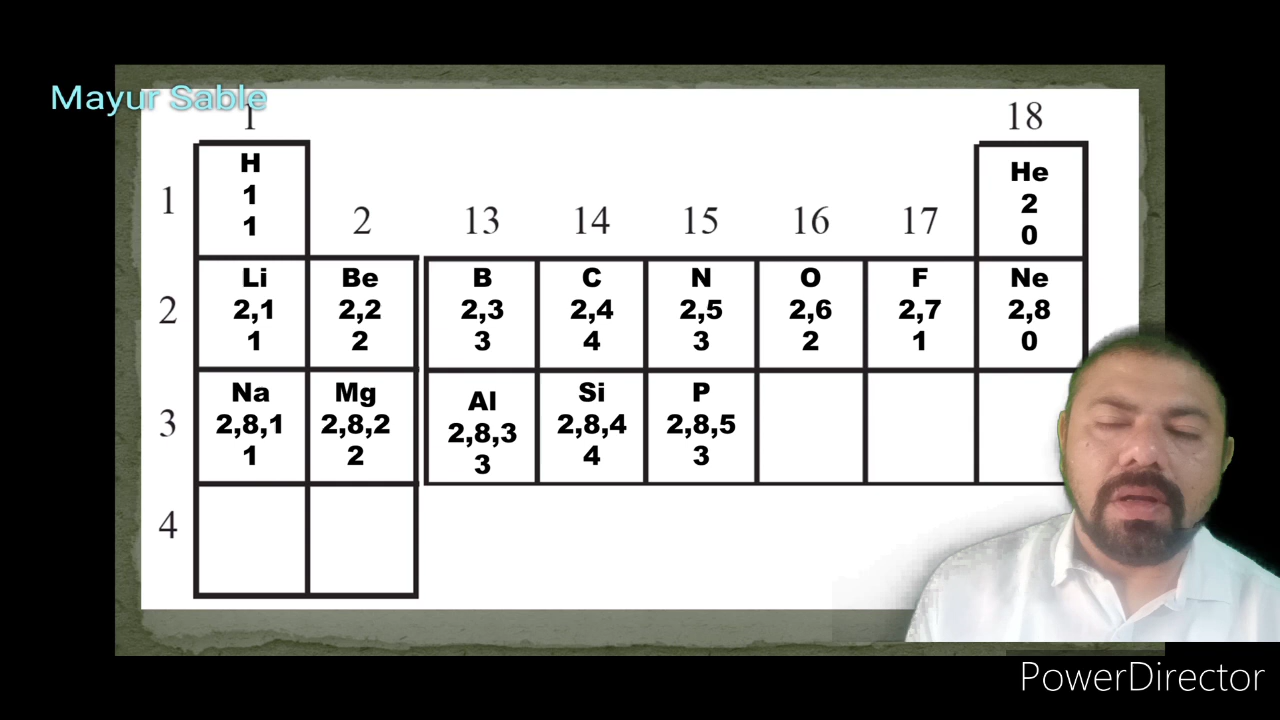 Mayur Sable
1 18
H
1
1
He
2
0
1
2 13 14 15 16 17
Li
2,1
1
Be
2,2
2
B
2,3
3
C
2,4
4
N
2,5
3
O
2,6
2
F
2,7
1
Ne
2,8
0
2
Na
2,8,1
1
Mg
2,8,2
2
Al
2,8,3
3
Si
2,8,4
4
P
2,8,5
3
3
4
PowerDirector